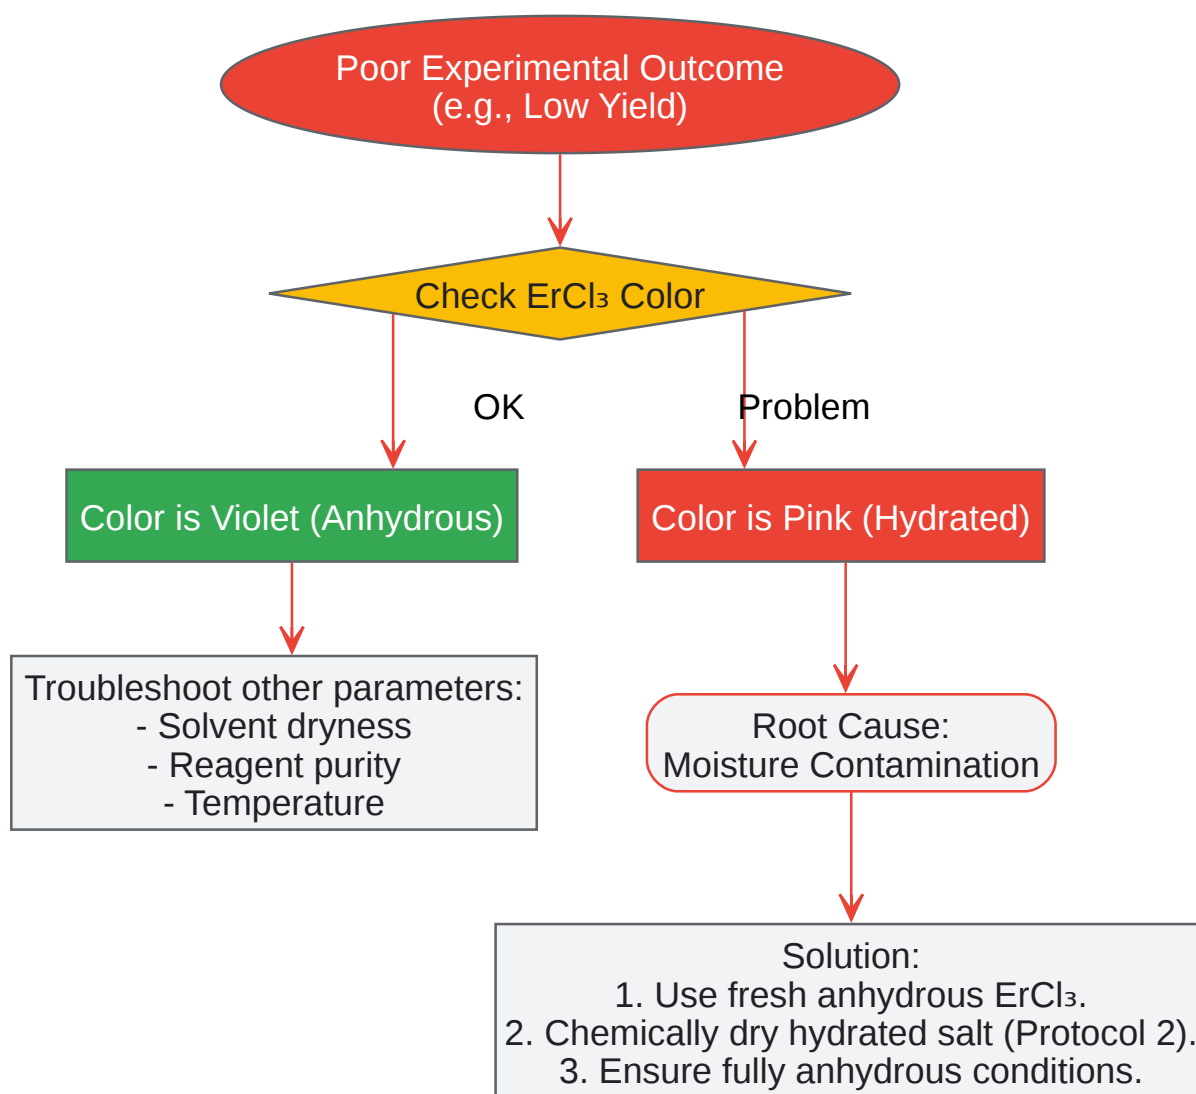 Poor Experimental Outcome
(e.g., Low Yield)
Check ErCl₃ Color
OK
Problem
Color is Violet (Anhydrous)
Color is Pink (Hydrated)
Troubleshoot other parameters:
- Solvent dryness
- Reagent purity
- Temperature
Root Cause:
Moisture Contamination
Solution:
1. Use fresh anhydrous ErCl₃.
2. Chemically dry hydrated salt (Protocol 2).
3. Ensure fully anhydrous conditions.